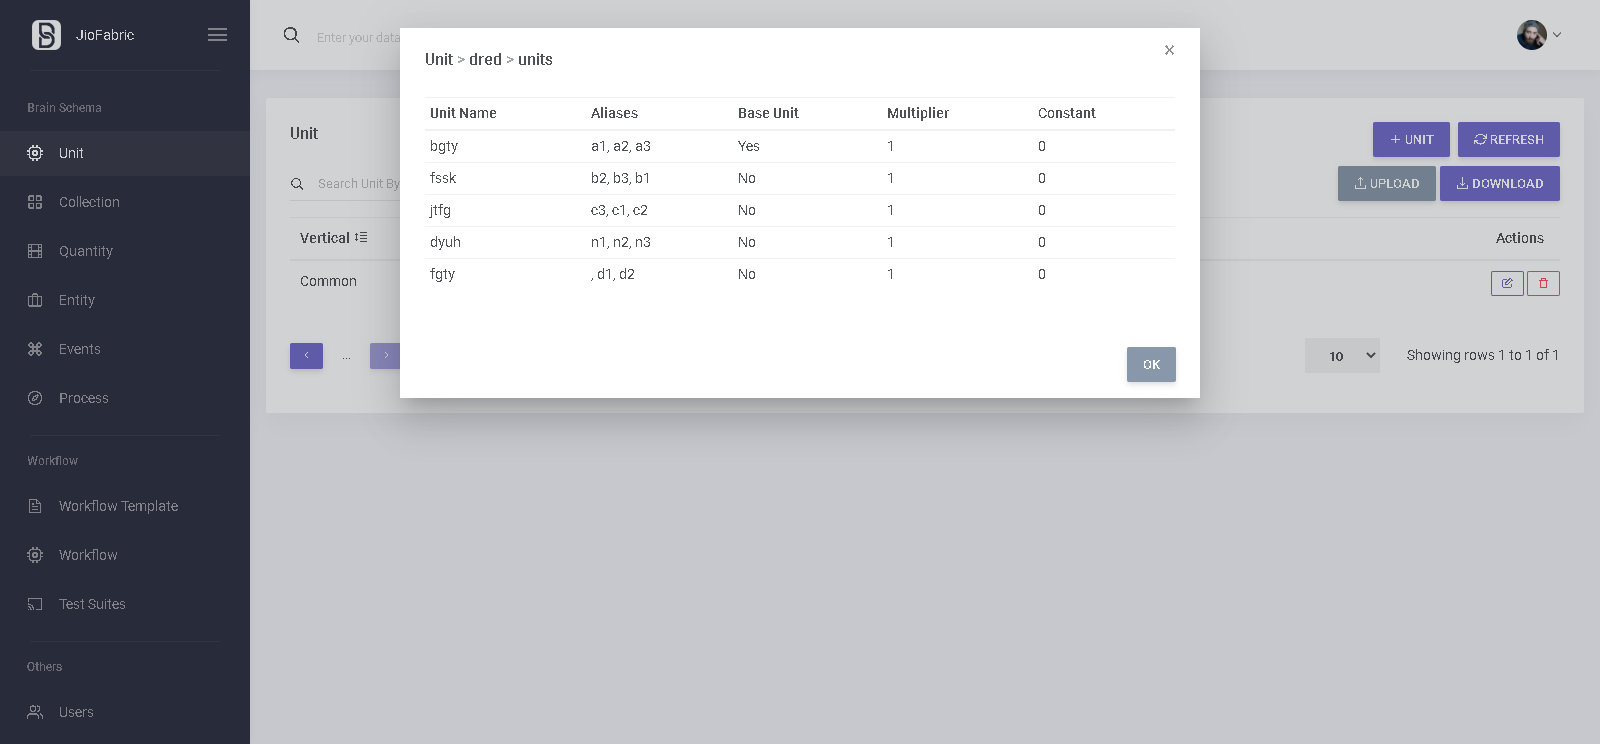 JioFabric
Brain Schema
Unit
Collection
Quantity
Entity
Events
Process
Workflow
Workflow Template
Workflow
Test Suites
Others
Users
Enter your data
Unit
+ UNIT
REFRESH
Search Unit By
UPLOAD
DOWNLOAD
Vertical
Actions
Common
...
10
Showing rows 1 to 1 of 1
Unit > dred > units
×
Unit Name Aliases Base Unit Multiplier Constant
bgty a1, a2, a3 Yes 1 0
fssk b2, b3, b1 No 1 0
jtfg c3, c1, c2 No 1 0
dyuh n1, n2, n3 No 1 0
fgty , d1, d2 No 1 0
OK